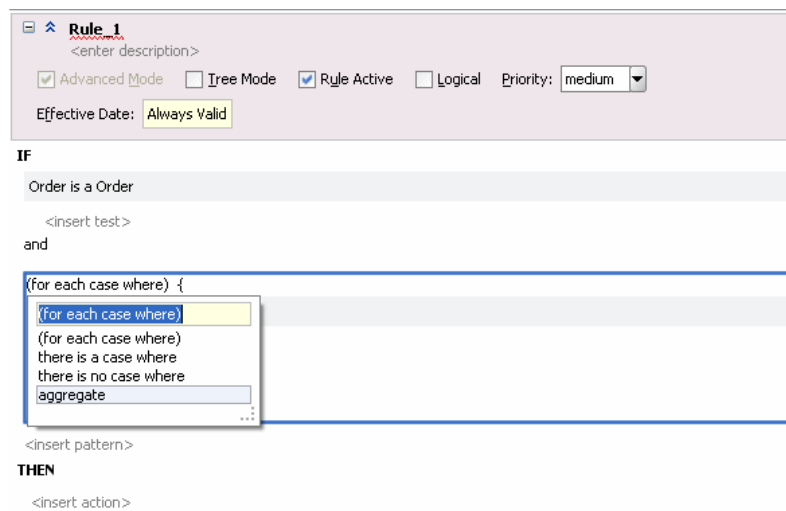 Rule_1
<enter description>
Advanced Mode Tree Mode Rule Active Logical Priority: medium
Effective Date: Always Valid
IF
Order is a Order
<insert test>
and
(for each case where) {
(for each case where)
(for each case where)
there is a case where
there is no case where
aggregate
<insert pattern>
THEN
<insert action>